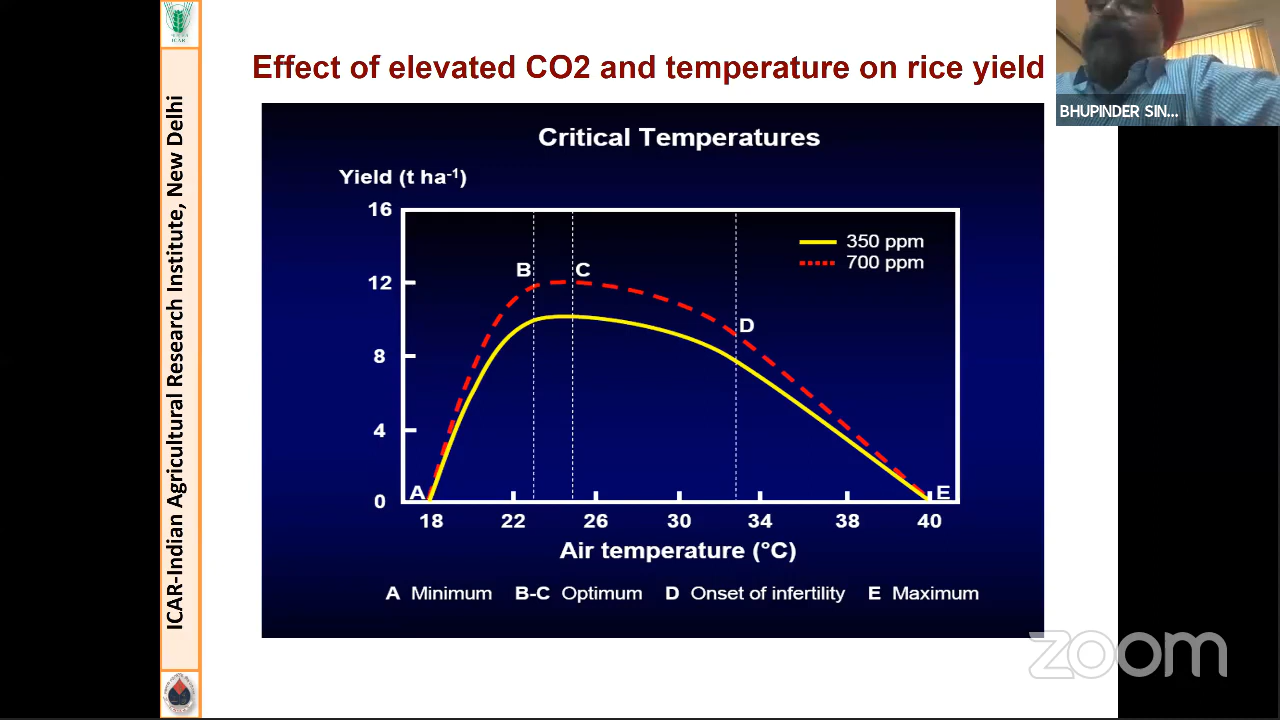 ICAR
ICAR-Indian Agricultural Research Institute, New Delhi
Effect of elevated CO2 and temperature on rice yield
BHUPINDER SIN...
Critical Temperatures
Yield (t ha-1)
16
12
8
4
0
350 ppm
700 ppm
A
B
C
D
E
18 22 26 30 34 38 40
Air temperature (°C)
A Minimum B-C Optimum D Onset of infertility E Maximum
zoom